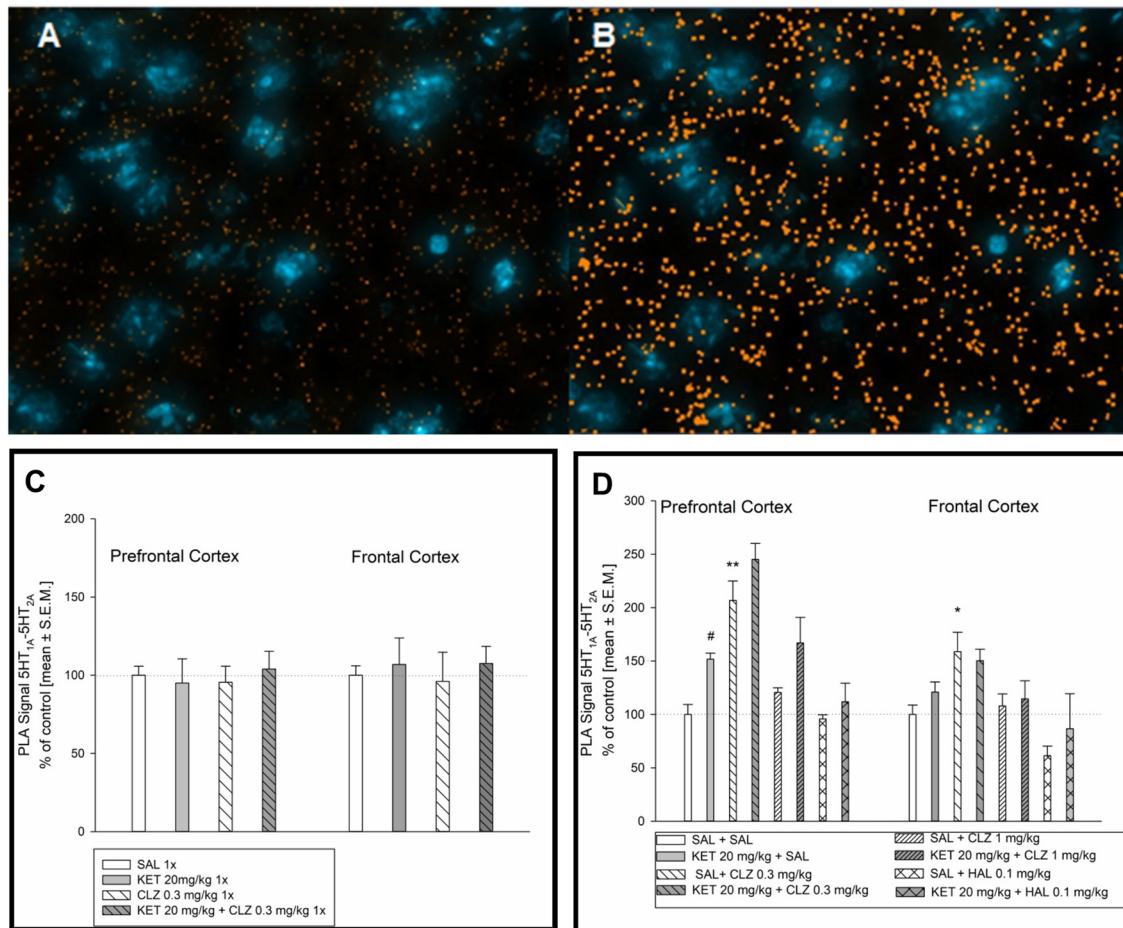 A
B
C
PLA Signal 5HT1A-5HT2A
% of control [mean ± S.E.M.]
200
150
100
50
0
Prefrontal Cortex
Frontal Cortex
SAL 1x
KET 20mg/kg 1x
CLZ 0.3 mg/kg 1x
KET 20 mg/kg + CLZ 0.3 mg/kg 1x
D
PLA Signal 5HT1A-5HT2A
% of control [mean ± S.E.M.]
300
250
200
150
100
50
0
Prefrontal Cortex
Frontal Cortex
#
**
*
SAL + SAL
KET 20 mg/kg + SAL
SAL+ CLZ 0.3 mg/kg
KET 20 mg/kg + CLZ 0.3 mg/kg
SAL + CLZ 1 mg/kg
KET 20 mg/kg + CLZ 1 mg/kg
SAL + HAL 0.1 mg/kg
KET 20 mg/kg + HAL 0.1 mg/kg